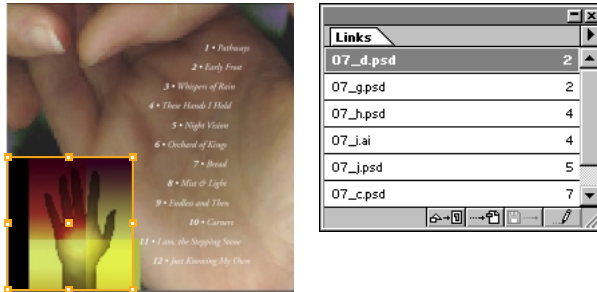 1 • Pathways
2 • Early Frost
3 • Whispers of Rain
4 • These Hands I Hold
5 • Night Vision
6 • Orchard of Kings
7 • Bread
8 • Mist & Light
9 • Endless and Then
10 • Corners
11 • I am, the Stepping Stone
12 • Just Knowing My Own
Links
07_d.psd 2
07_g.psd 2
07_h.psd 4
07_i.ai 4
07_j.psd 5
07_c.psd 7